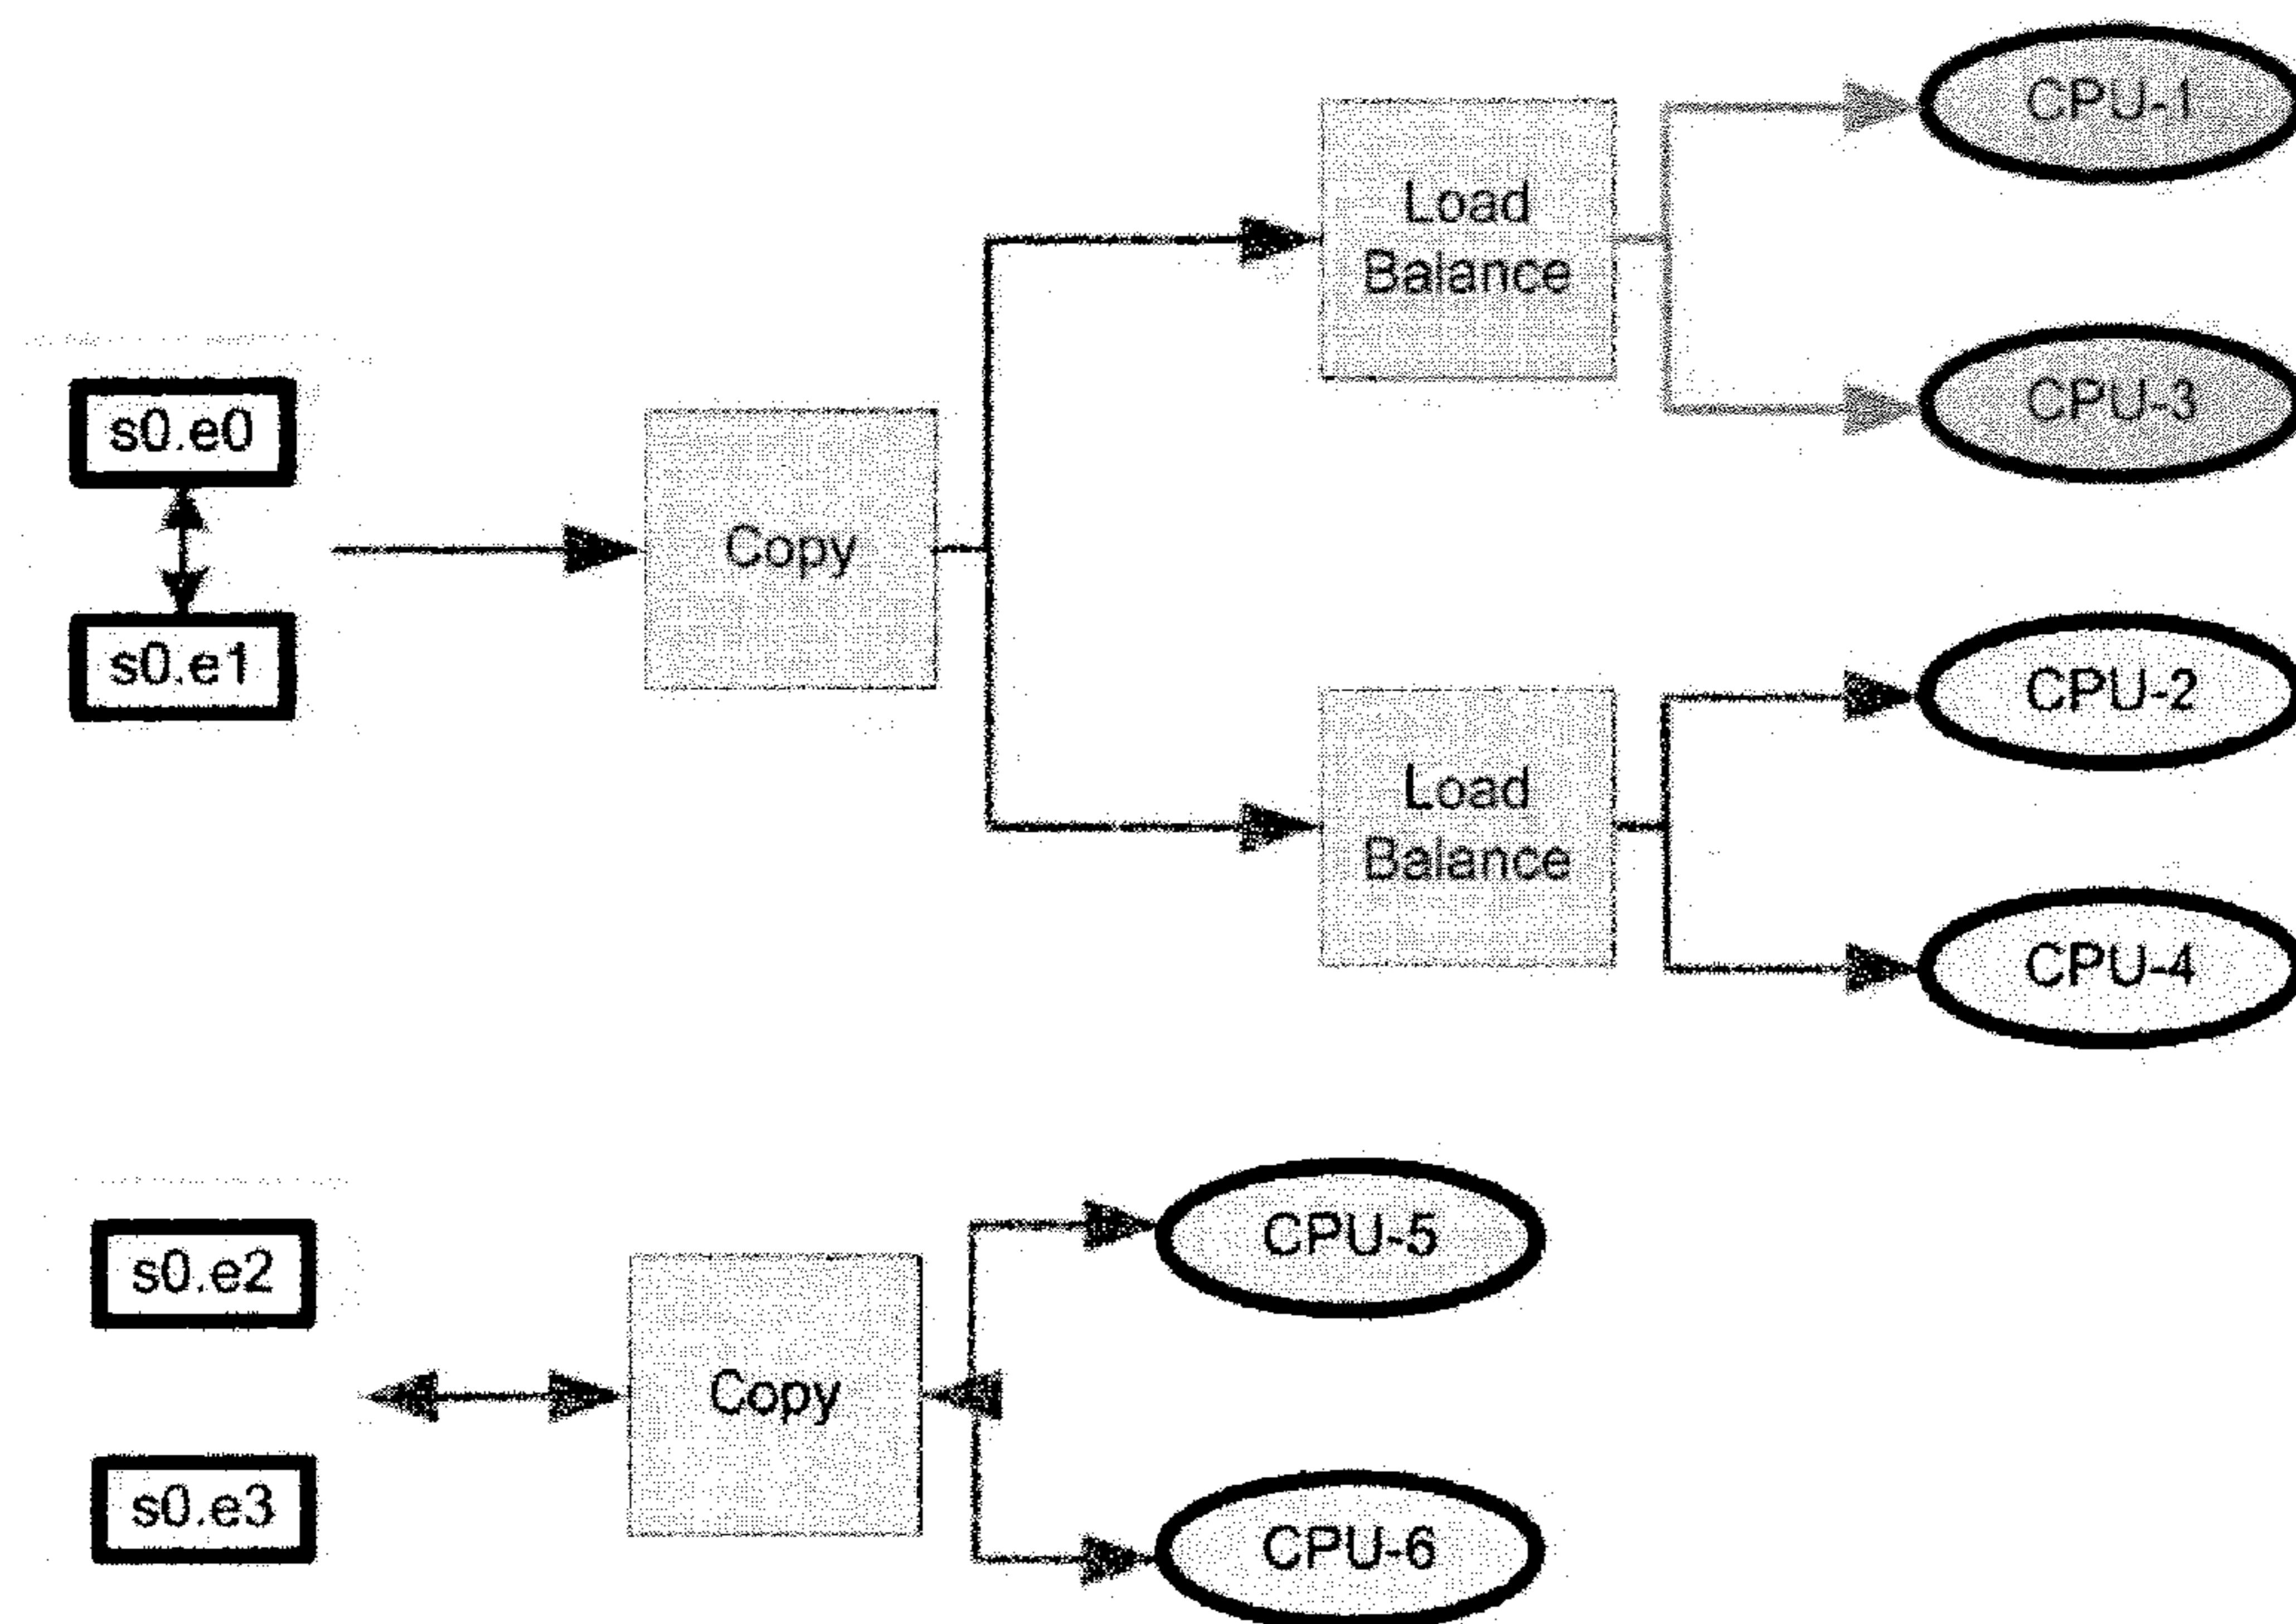 CPU-1
Load
Balance
CPU-3
s0.e0
Copy
s0.e1
CPU-2
Load
Balance
CPU-4
CPU-5
s0.e2
Copy
s0.e3
CPU-6